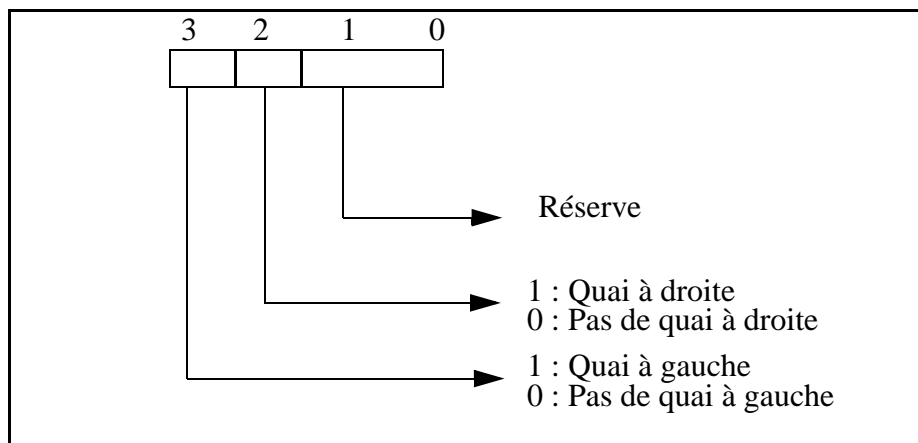 3 2 1 0
Réserve
1 : Quai à droite
0 : Pas de quai à droite
1 : Quai à gauche
0 : Pas de quai à gauche